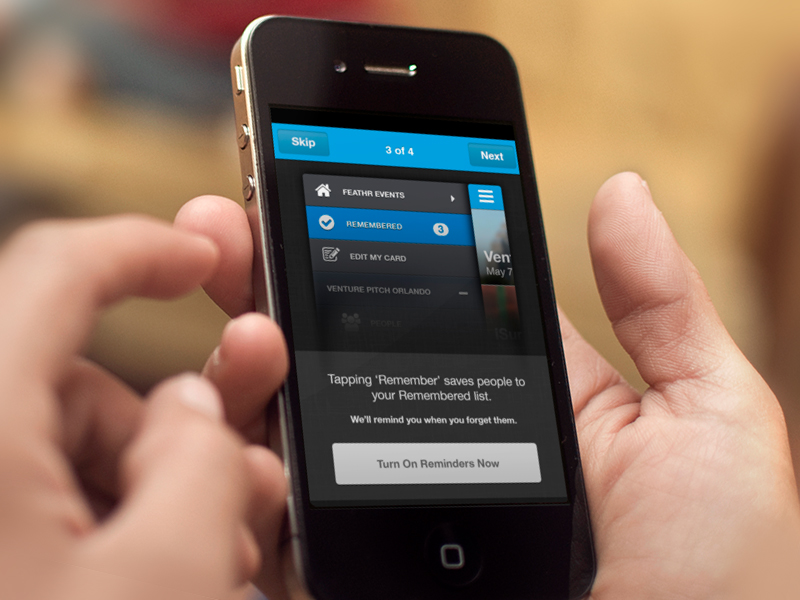 Skip
3 of 4
Next
FEATHR EVENTS
REMEMBERED
3
EDIT MY CARD
VENTURE PITCH ORLANDO
PEOPLE
Ven
May 7
Tapping 'Remember' saves people to
your Remembered list.
We'll remind you when you forget them.
Turn On Reminders Now